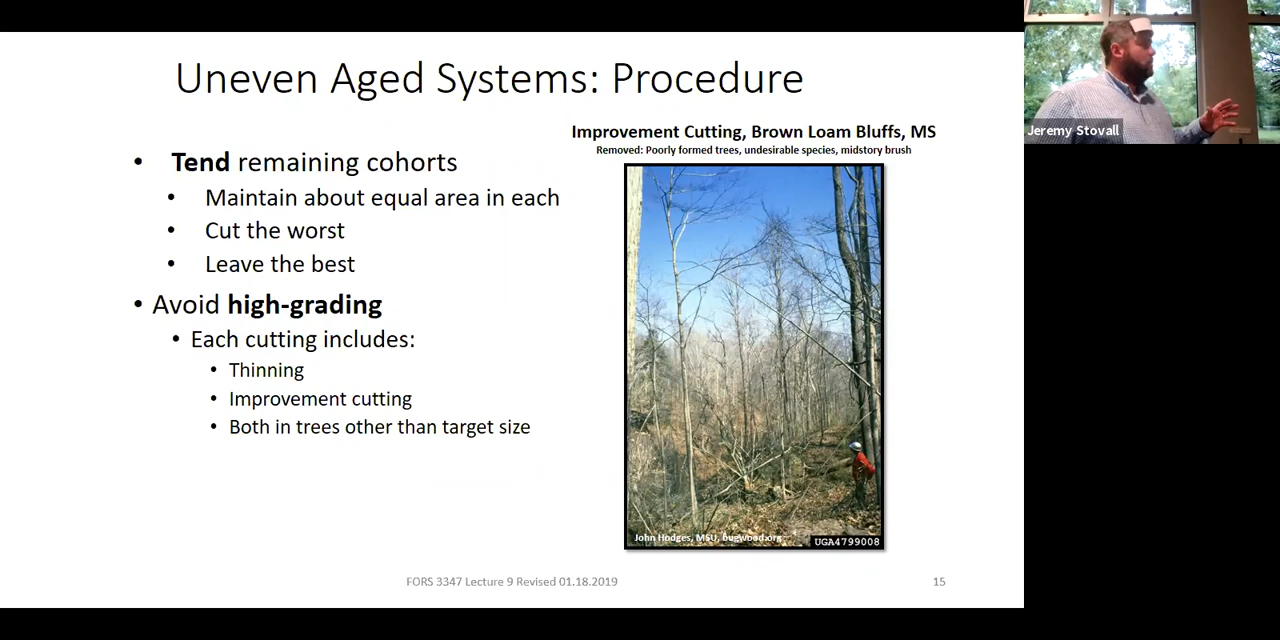 Uneven Aged Systems: Procedure
Jeremy Stovall
• Tend remaining cohorts
• Maintain about equal area in each
• Cut the worst
• Leave the best
• Avoid high-grading
• Each cutting includes:
• Thinning
• Improvement cutting
• Both in trees other than target size
Improvement Cutting, Brown Loam Bluffs, MS
Removed: Poorly formed trees, undesirable species, midstory brush
John Hodges, MSU, bugwood.org
UGA4799008
FORS 3347 Lecture 9 Revised 01.18.2019
15